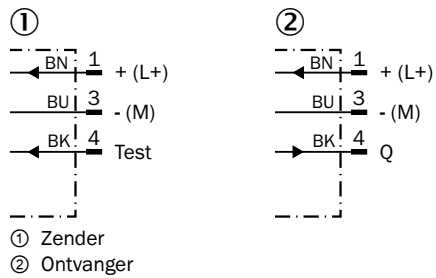 ① ②
BN 1 + (L+) BN 1 + (L+)
BU 3 - (M) BU 3 - (M)
BK 4 Test BK 4 Q
① Zender
② Ontvanger